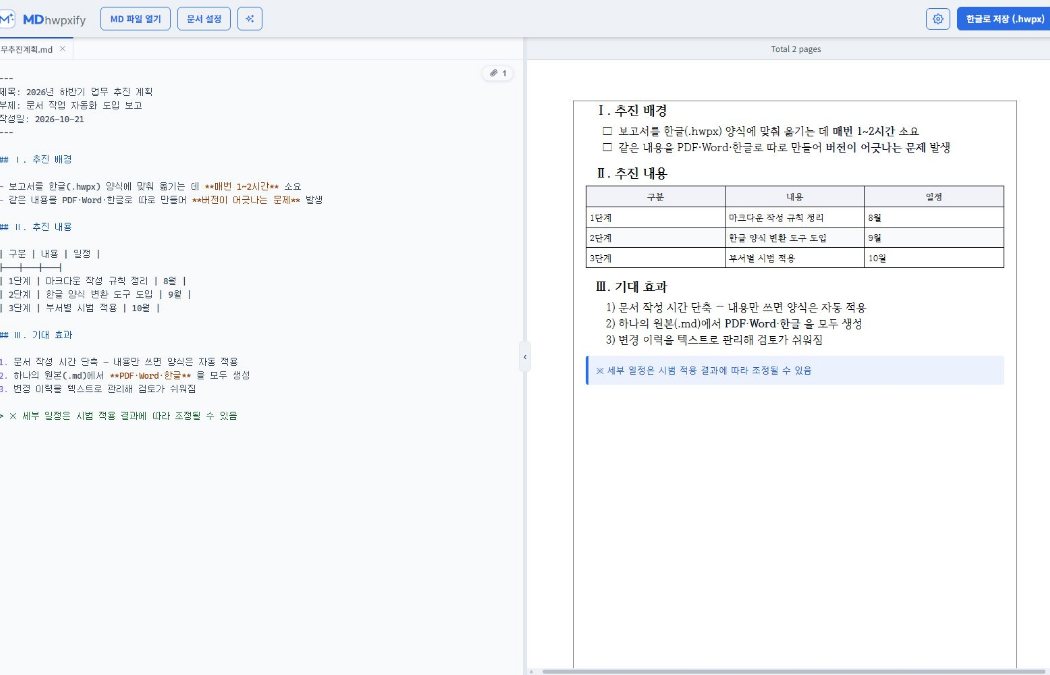 MDhwpxify
MD 파일 열기
문서 설정
한글로 저장 (.hwpx)
무추진계획.md ×
Total 2 pages
1
---
제목: 2026년 하반기 업무 추진 계획
부제: 문서 작업 자동화 도입 보고
작성일: 2026-10-21
---
## Ⅰ. 추진 배경
- 보고서를 한글(.hwpx) 양식에 맞춰 옮기는 데 **매번 1~2시간** 소요
- 같은 내용을 PDF·Word·한글로 따로 만들어 **버전이 어긋나는 문제** 발생
## Ⅱ. 추진 내용
| 구분 | 내용 | 일정 |
| 1단계 | 마크다운 작성 규칙 정리 | 8월 |
| 2단계 | 한글 양식 변환 도구 도입 | 9월 |
| 3단계 | 부서별 시범 적용 | 10월 |
## Ⅲ. 기대 효과
1. 문서 작성 시간 단축 — 내용만 쓰면 양식은 자동 적용
2. 하나의 원본(.md)에서 **PDF·Word·한글** 을 모두 생성
3. 변경 이력을 텍스트로 관리해 검토가 쉬워짐
> ※ 세부 일정은 시범 적용 결과에 따라 조정될 수 있음
Ⅰ. 추진 배경
□ 보고서를 한글(.hwpx) 양식에 맞춰 옮기는 데 매번 1~2시간 소요
□ 같은 내용을 PDF·Word·한글로 따로 만들어 버전이 어긋나는 문제 발생
Ⅱ. 추진 내용
구분 내용 일정
1단계 마크다운 작성 규칙 정리 8월
2단계 한글 양식 변환 도구 도입 9월
3단계 부서별 시범 적용 10월
Ⅲ. 기대 효과
1) 문서 작성 시간 단축 — 내용만 쓰면 양식은 자동 적용
2) 하나의 원본(.md)에서 PDF·Word·한글 을 모두 생성
3) 변경 이력을 텍스트로 관리해 검토가 쉬워짐
※ 세부 일정은 시범 적용 결과에 따라 조정될 수 있음